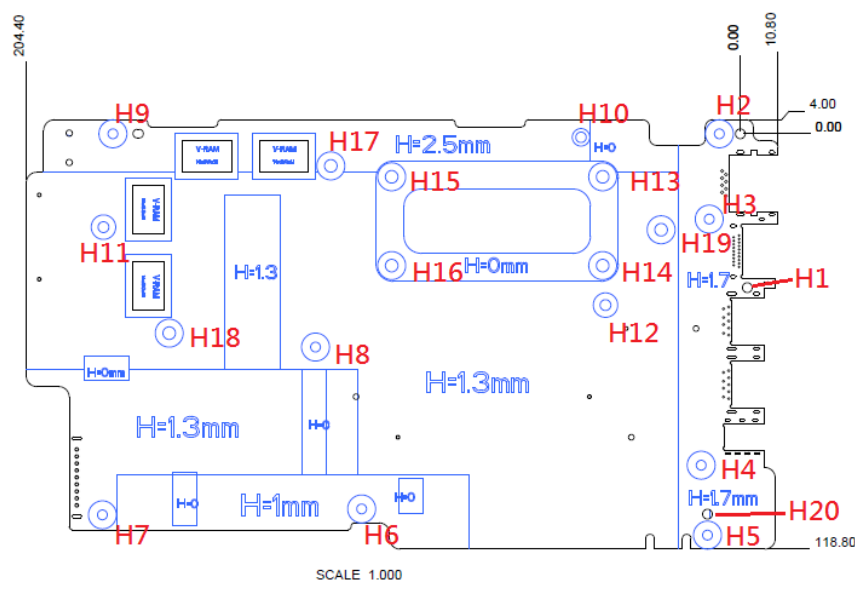 204.40
0.00
10.80
H9
H10
H2
4.00
0.00
H17
H=2.5mm
H=0
V-RAM
V-RAM
H15
H13
V-RAM
H3
H11
H19
H16
H=0mm
H14
H=1.3
H=1.7
H1
V-RAM
H18
H12
H8
H=0mm
H=1.3mm
H=1.3mm
H=0
H4
H=0
H=1mm
H=0
H=1.7mm
H20
H7
H6
H5
118.80
SCALE 1.000